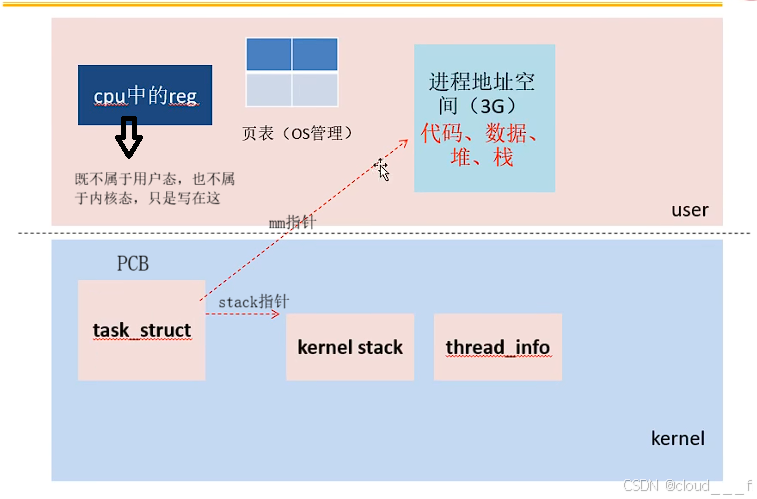 cpu中的reg
既不属于用户态，也不属
于内核态，只是写在这
页表（OS管理）
进程地址空
间（3G）
代码、数据、
堆、栈
user
mm指针
PCB
task_struct
stack指针
kernel stack
thread_info
kernel
CSDN @cloud___f